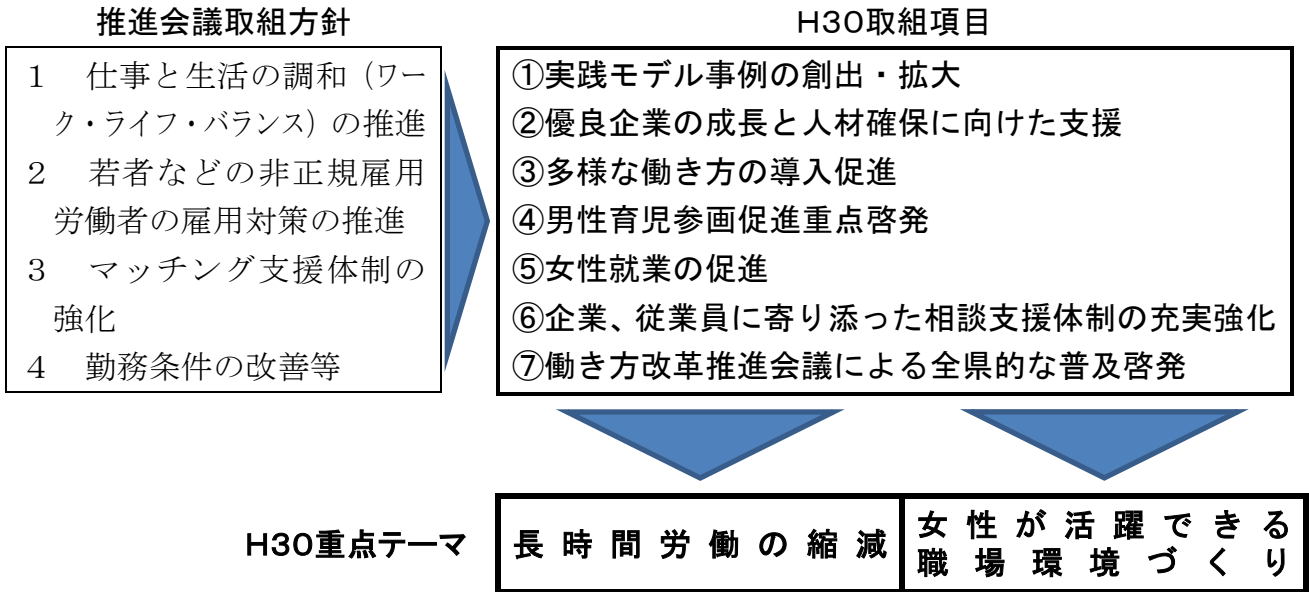 推進会議取組方針
1 仕事と生活の調和（ワー
ク・ライフ・バランス）の推進
2 若者などの非正規雇用
労働者の雇用対策の推進
3 マッチング支援体制の
強化
4 勤務条件の改善等
H30取組項目
①実践モデル事例の創出・拡大
②優良企業の成長と人材確保に向けた支援
③多様な働き方の導入促進
④男性育児参画促進重点啓発
⑤女性就業の促進
⑥企業、従業員に寄り添った相談支援体制の充実強化
⑦働き方改革推進会議による全県的な普及啓発
H30重点テーマ
長時間労働の縮減
女性が活躍できる
職場環境づくり